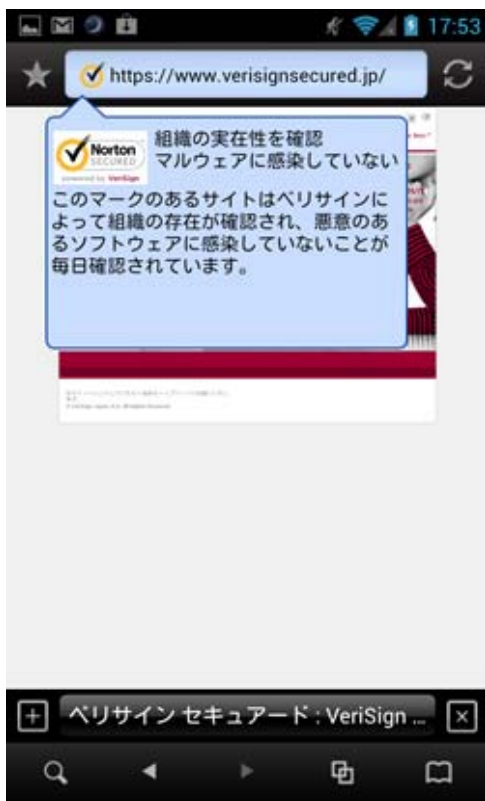 17:53
https://www.verisignsecured.jp/
Norton
SECURED
powered by VeriSign
組織の実在性を確認
マルウェアに感染していない
このマークのあるサイトはベリサインに
よって組織の存在が確認され、悪意のあ
るソフトウェアに感染していないことが
毎日確認されています。
ベリサイン セキュアード : VeriSign ...